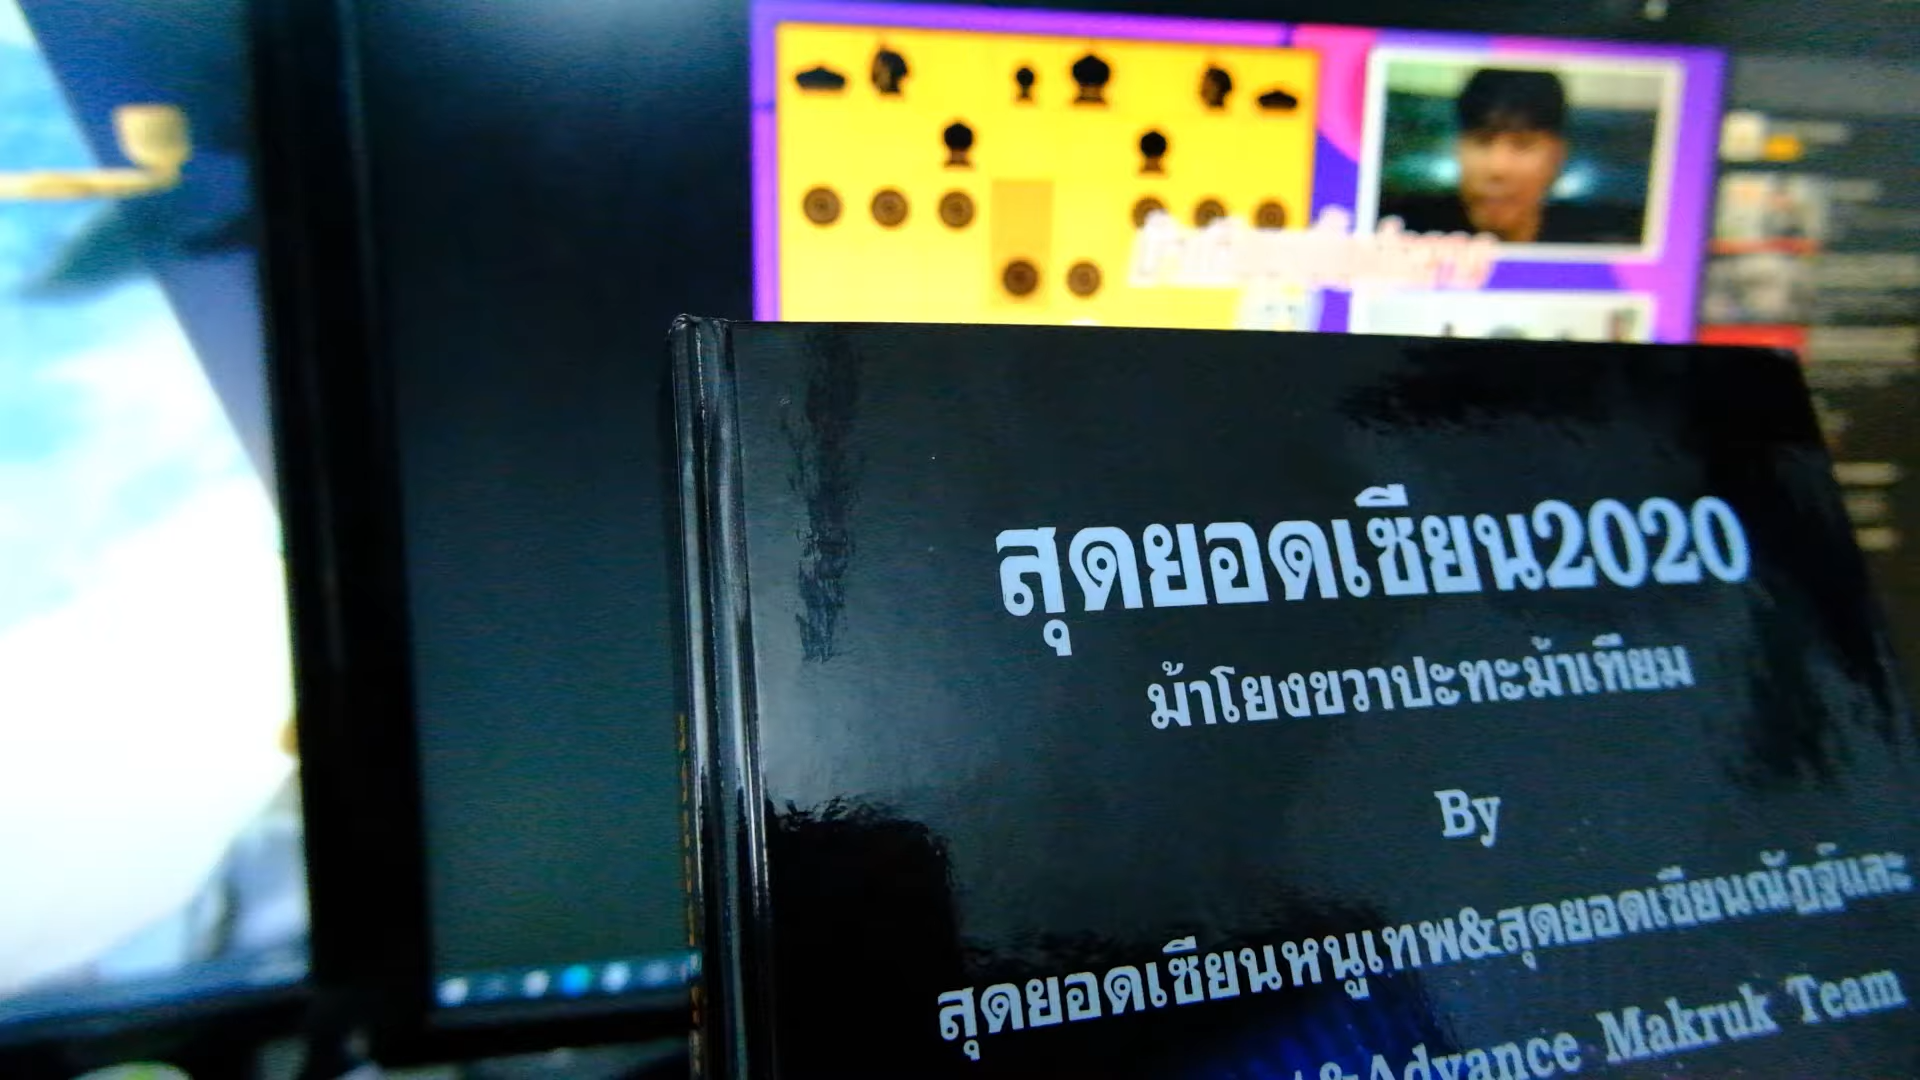 สุดยอดเซียน2020
ม้าโยงขวาปะทะม้าเทียม
By
สุดยอดเซียนหนูเทพ&สุดยอดเซียนณัฏฐ์และ
&Advance Makruk Team